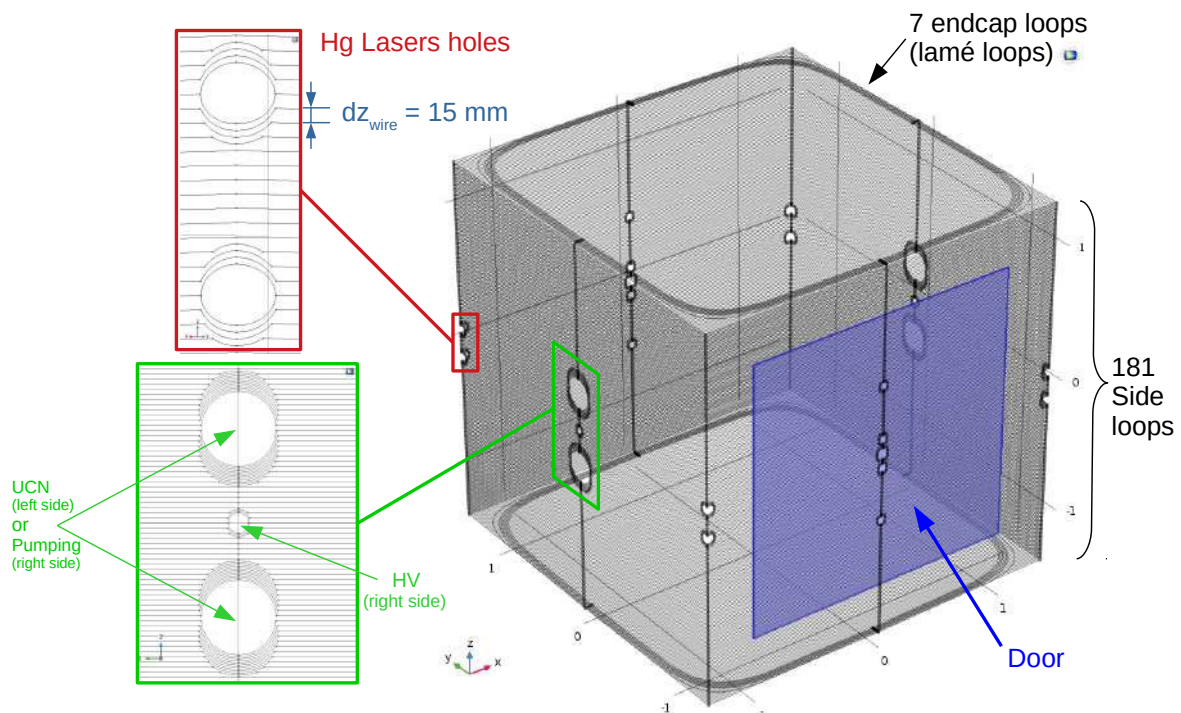 Hg Lasers holes
dz_wire = 15 mm
7 endcap loops
(lamé loops)
181
Side
loops
UCN
(left side)
or
Pumping
(right side)
HV
(right side)
Door
1
0
-1
1
0
-1
1
0
-1
z
y
x
z